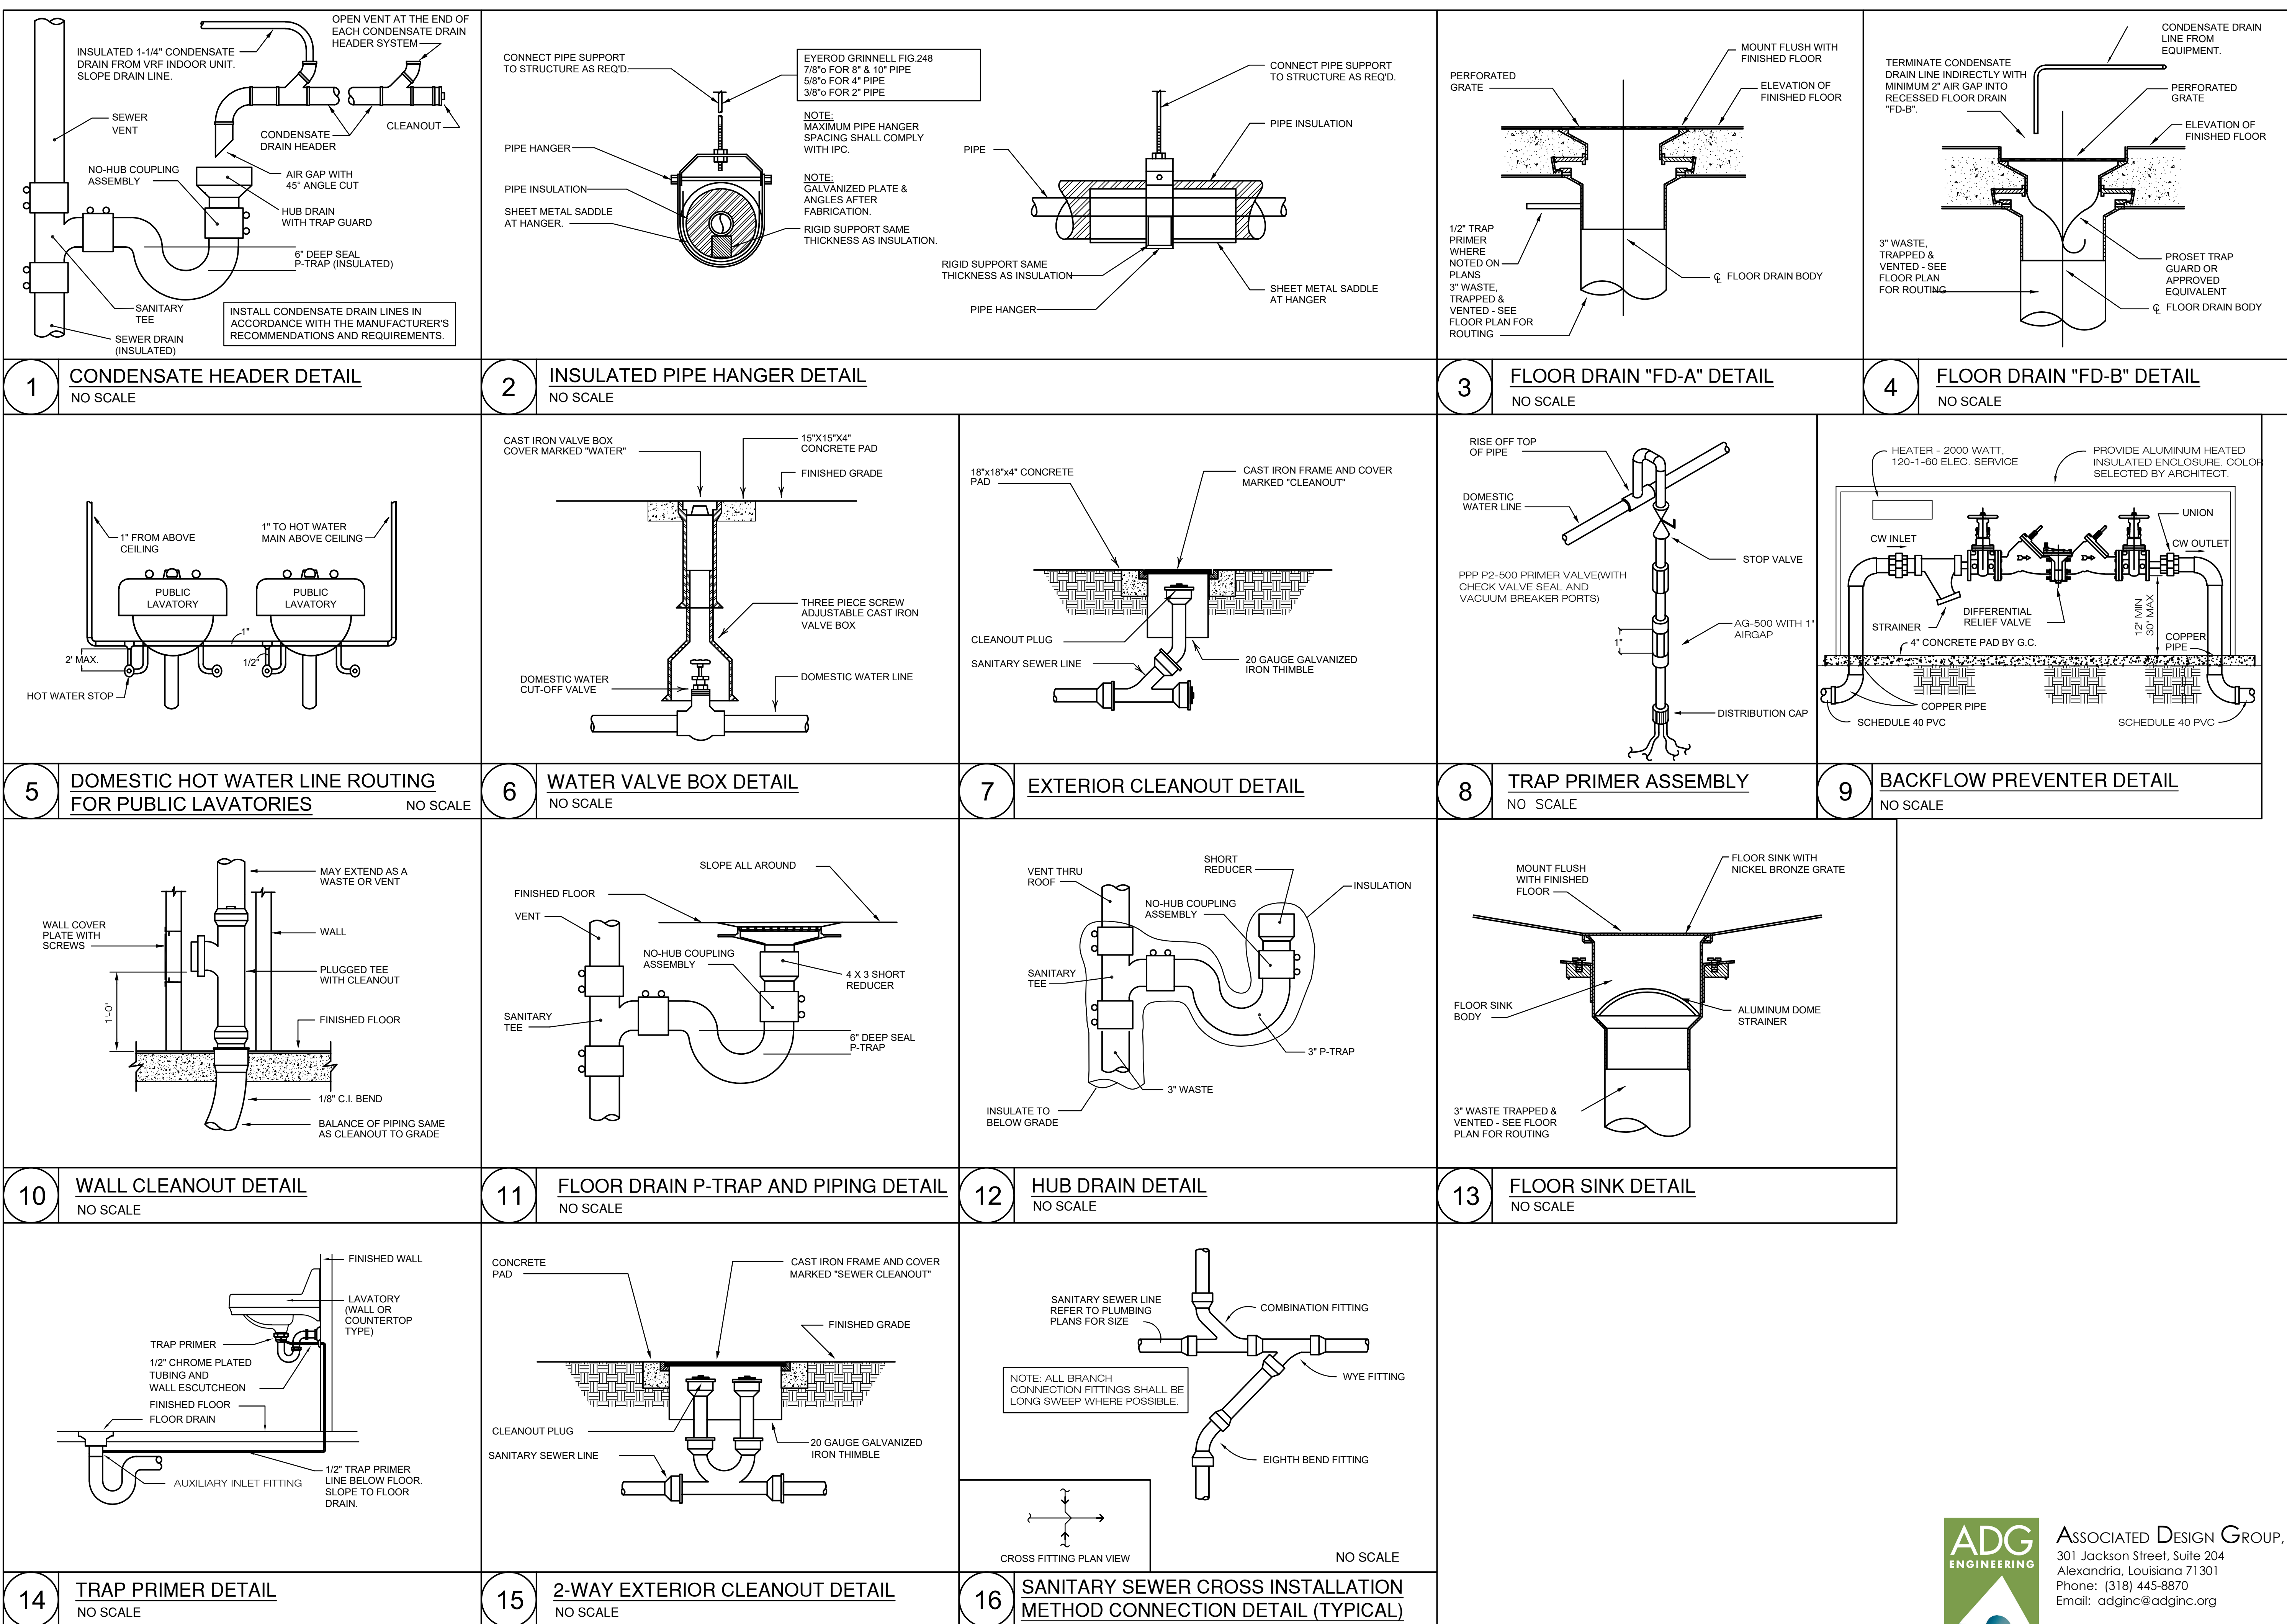 OPEN VENT AT THE END OF
EACH CONDENSATE DRAIN
HEADER SYSTEM
INSULATED 1-1/4" CONDENSATE
DRAIN FROM VRF INDOOR UNIT.
SLOPE DRAIN LINE.
SEWER
VENT
CONDENSATE
DRAIN HEADER
CLEANOUT
NO-HUB COUPLING
ASSEMBLY
AIR GAP WITH
45° ANGLE CUT
HUB DRAIN
WITH TRAP GUARD
6" DEEP SEAL
P-TRAP (INSULATED)
SANITARY
TEE
SEWER DRAIN
(INSULATED)
INSTALL CONDENSATE DRAIN LINES IN
ACCORDANCE WITH THE MANUFACTURER'S
RECOMMENDATIONS AND REQUIREMENTS.
1
CONDENSATE HEADER DETAIL
NO SCALE
CONNECT PIPE SUPPORT
TO STRUCTURE AS REQ'D.
EYEROD GRINNELL FIG.248
7/8"o FOR 8" & 10" PIPE
5/8"o FOR 4" PIPE
3/8"o FOR 2" PIPE
NOTE:
MAXIMUM PIPE HANGER
SPACING SHALL COMPLY
WITH IPC.
NOTE:
GALVANIZED PLATE &
ANGLES AFTER
FABRICATION.
PIPE HANGER
PIPE INSULATION
SHEET METAL SADDLE
AT HANGER.
RIGID SUPPORT SAME
THICKNESS AS INSULATION.
CONNECT PIPE SUPPORT
TO STRUCTURE AS REQ'D.
PIPE INSULATION
PIPE
RIGID SUPPORT SAME
THICKNESS AS INSULATION
PIPE HANGER
SHEET METAL SADDLE
AT HANGER
2
INSULATED PIPE HANGER DETAIL
NO SCALE
PERFORATED
GRATE
MOUNT FLUSH WITH
FINISHED FLOOR
ELEVATION OF
FINISHED FLOOR
1/2" TRAP
PRIMER
WHERE
NOTED ON
PLANS
3" WASTE,
TRAPPED &
VENTED - SEE
FLOOR PLAN FOR
ROUTING
℄ FLOOR DRAIN BODY
3
FLOOR DRAIN "FD-A" DETAIL
NO SCALE
CONDENSATE DRAIN
LINE FROM
EQUIPMENT.
TERMINATE CONDENSATE
DRAIN LINE INDIRECTLY WITH
MINIMUM 2" AIR GAP INTO
RECESSED FLOOR DRAIN
"FD-B".
PERFORATED
GRATE
ELEVATION OF
FINISHED FLOOR
3" WASTE,
TRAPPED &
VENTED - SEE
FLOOR PLAN
FOR ROUTING
PROSET TRAP
GUARD OR
APPROVED
EQUIVALENT
℄ FLOOR DRAIN BODY
4
FLOOR DRAIN "FD-B" DETAIL
NO SCALE
1" FROM ABOVE
CEILING
1" TO HOT WATER
MAIN ABOVE CEILING
PUBLIC
LAVATORY
PUBLIC
LAVATORY
1"
2' MAX.
1/2"
HOT WATER STOP
5
DOMESTIC HOT WATER LINE ROUTING
FOR PUBLIC LAVATORIES
NO SCALE
CAST IRON VALVE BOX
COVER MARKED "WATER"
15"X15"X4"
CONCRETE PAD
FINISHED GRADE
THREE PIECE SCREW
ADJUSTABLE CAST IRON
VALVE BOX
DOMESTIC WATER
CUT-OFF VALVE
DOMESTIC WATER LINE
6
WATER VALVE BOX DETAIL
NO SCALE
18"x18"x4" CONCRETE
PAD
CAST IRON FRAME AND COVER
MARKED "CLEANOUT"
CLEANOUT PLUG
SANITARY SEWER LINE
20 GAUGE GALVANIZED
IRON THIMBLE
7
EXTERIOR CLEANOUT DETAIL
RISE OFF TOP
OF PIPE
DOMESTIC
WATER LINE
STOP VALVE
PPP P2-500 PRIMER VALVE(WITH
CHECK VALVE SEAL AND
VACUUM BREAKER PORTS)
AG-500 WITH 1"
AIRGAP
1"
DISTRIBUTION CAP
8
TRAP PRIMER ASSEMBLY
NO SCALE
HEATER - 2000 WATT,
120-1-60 ELEC. SERVICE
PROVIDE ALUMINUM HEATED
INSULATED ENCLOSURE. COLOR
SELECTED BY ARCHITECT.
UNION
CW INLET
CW OUTLET
DIFFERENTIAL
RELIEF VALVE
STRAINER
12" MIN
30" MAX
COPPER
PIPE
4" CONCRETE PAD BY G.C.
COPPER PIPE
SCHEDULE 40 PVC
SCHEDULE 40 PVC
9
BACKFLOW PREVENTER DETAIL
NO SCALE
MAY EXTEND AS A
WASTE OR VENT
WALL COVER
PLATE WITH
SCREWS
WALL
PLUGGED TEE
WITH CLEANOUT
1'-0"
FINISHED FLOOR
1/8" C.I. BEND
BALANCE OF PIPING SAME
AS CLEANOUT TO GRADE
10
WALL CLEANOUT DETAIL
NO SCALE
SLOPE ALL AROUND
FINISHED FLOOR
VENT
NO-HUB COUPLING
ASSEMBLY
4 X 3 SHORT
REDUCER
SANITARY
TEE
6" DEEP SEAL
P-TRAP
11
FLOOR DRAIN P-TRAP AND PIPING DETAIL
NO SCALE
VENT THRU
ROOF
SHORT
REDUCER
INSULATION
NO-HUB COUPLING
ASSEMBLY
SANITARY
TEE
3" P-TRAP
3" WASTE
INSULATE TO
BELOW GRADE
12
HUB DRAIN DETAIL
NO SCALE
MOUNT FLUSH
WITH FINISHED
FLOOR
FLOOR SINK WITH
NICKEL BRONZE GRATE
FLOOR SINK
BODY
ALUMINUM DOME
STRAINER
3" WASTE TRAPPED &
VENTED - SEE FLOOR
PLAN FOR ROUTING
13
FLOOR SINK DETAIL
NO SCALE
FINISHED WALL
LAVATORY
(WALL OR
COUNTERTOP
TYPE)
TRAP PRIMER
1/2" CHROME PLATED
TUBING AND
WALL ESCUTCHEON
FINISHED FLOOR
FLOOR DRAIN
AUXILIARY INLET FITTING
1/2" TRAP PRIMER
LINE BELOW FLOOR.
SLOPE TO FLOOR
DRAIN.
14
TRAP PRIMER DETAIL
NO SCALE
CONCRETE
PAD
CAST IRON FRAME AND COVER
MARKED "SEWER CLEANOUT"
FINISHED GRADE
CLEANOUT PLUG
SANITARY SEWER LINE
20 GAUGE GALVANIZED
IRON THIMBLE
15
2-WAY EXTERIOR CLEANOUT DETAIL
NO SCALE
SANITARY SEWER LINE
REFER TO PLUMBING
PLANS FOR SIZE
COMBINATION FITTING
NOTE: ALL BRANCH
CONNECTION FITTINGS SHALL BE
LONG SWEEP WHERE POSSIBLE.
WYE FITTING
EIGHTH BEND FITTING
CROSS FITTING PLAN VIEW
NO SCALE
16
SANITARY SEWER CROSS INSTALLATION
METHOD CONNECTION DETAIL (TYPICAL)
ADG
ENGINEERING
ASSOCIATED DESIGN GROUP,
301 Jackson Street, Suite 204
Alexandria, Louisiana 71301
Phone: (318) 445-8870
Email: adginc@adginc.org